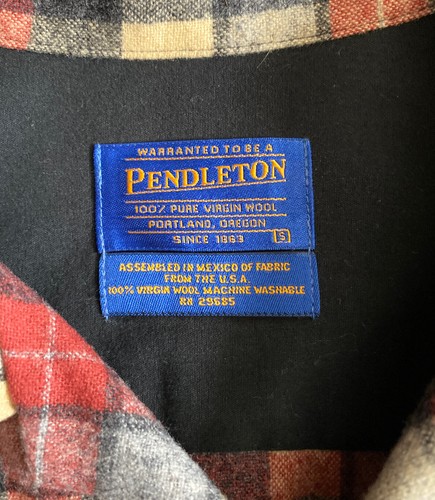 WARRANTED TO BE A
PENDLETON
100% PURE VIRGIN WOOL
PORTLAND, OREGON
SINCE 1863 S
ASSEMBLED IN MEXICO OF FABRIC
FROM THE U.S.A.
100% VIRGIN WOOL MACHINE WASHABLE
RN 29685